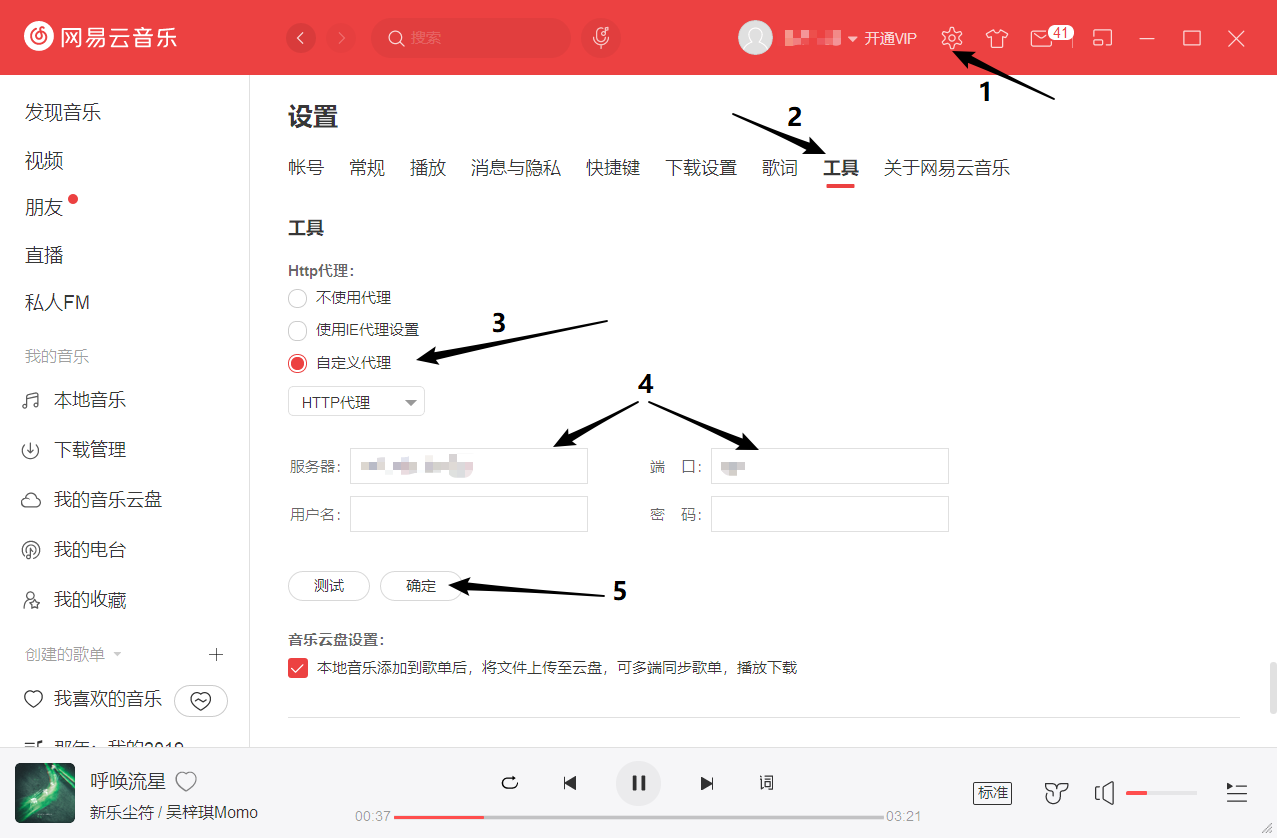 网易云音乐
搜索
开通VIP
41
1
发现音乐
视频
朋友
直播
私人FM
我的音乐
本地音乐
下载管理
我的音乐云盘
我的电台
我的收藏
创建的歌单
我喜欢的音乐
设置
2
帐号 常规 播放 消息与隐私 快捷键 下载设置 歌词 工具 关于网易云音乐
工具
Http代理:
不使用代理
使用IE代理设置
3
自定义代理
HTTP代理
4
服务器: 端 口:
用户名: 密 码:
测试 确定
5
音乐云盘设置:
本地音乐添加到歌单后，将文件上传至云盘，可多端同步歌单，播放下载
呼唤流星
新乐尘符 / 吴梓琪Momo
词
00:37
03:21
标准